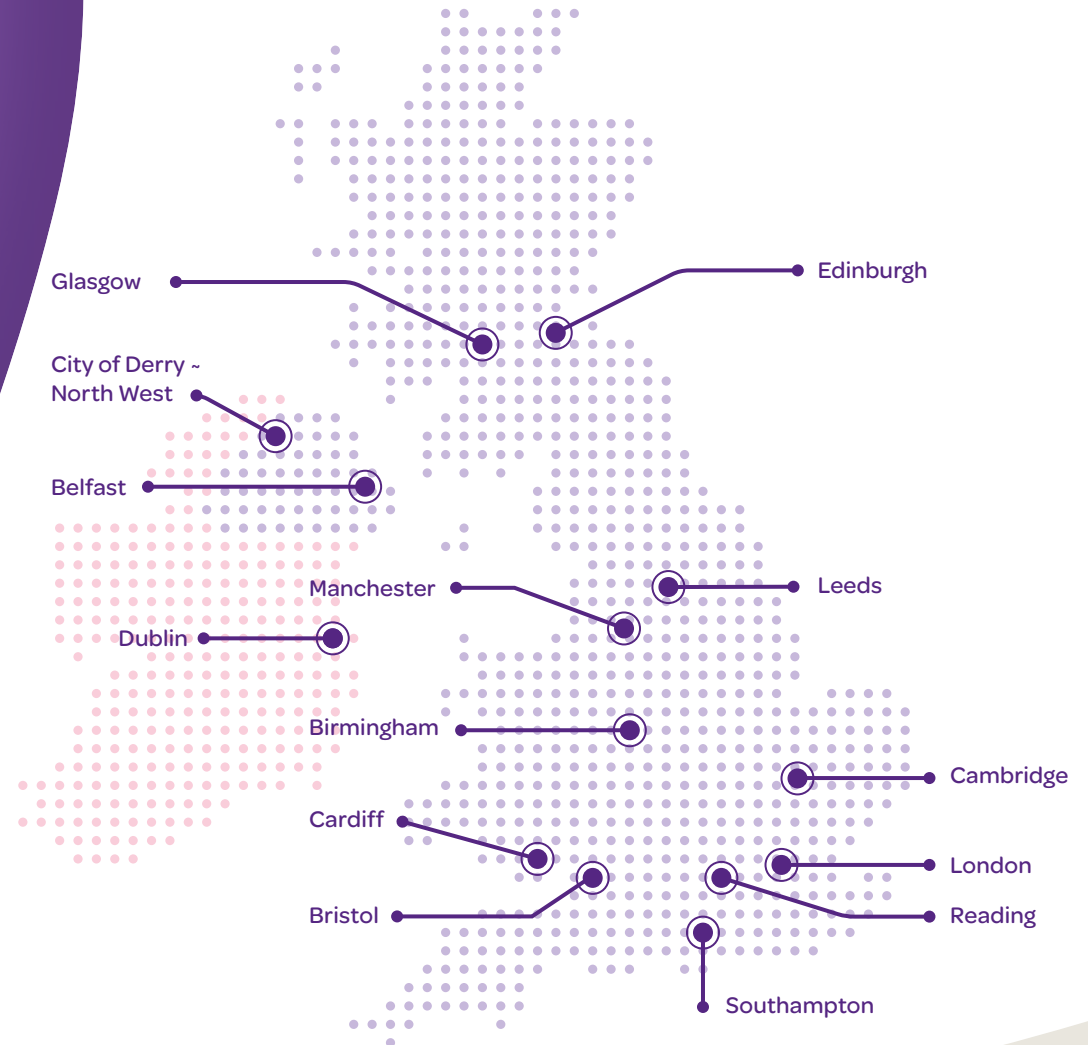 Edinburgh
Glasgow
City of Derry ~
North West
Belfast
Manchester
Leeds
Dublin
Birmingham
Cambridge
Cardiff
London
Bristol
Reading
Southampton